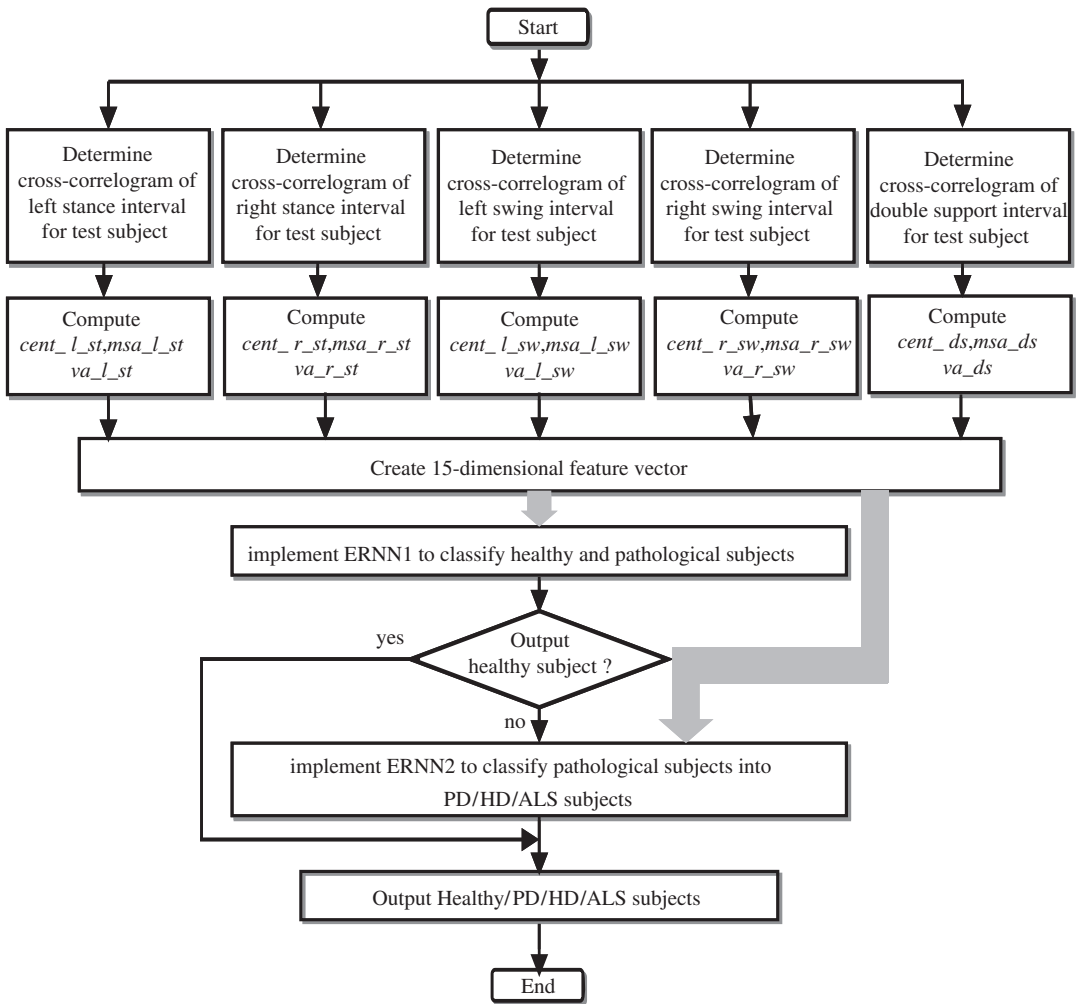 Start
Determine
cross-correlogram of
left stance interval
for test subject
Determine
cross-correlogram of
right stance interval
for test subject
Determine
cross-correlogram of
left swing interval
for test subject
Determine
cross-correlogram of
right swing interval
for test subject
Determine
cross-correlogram of
double support interval
for test subject
Compute
cent_ l_st,msa_l_st
va_l_st
Compute
cent_ r_st,msa_r_st
va_r_st
Compute
cent_ l_sw,msa_l_sw
va_l_sw
Compute
cent_ r_sw,msa_r_sw
va_r_sw
Compute
cent_ ds,msa_ds
va_ds
Create 15-dimensional feature vector
implement ERNN1 to classify healthy and pathological subjects
yes
Output
healthy subject ?
no
implement ERNN2 to classify pathological subjects into
PD/HD/ALS subjects
Output Healthy/PD/HD/ALS subjects
End